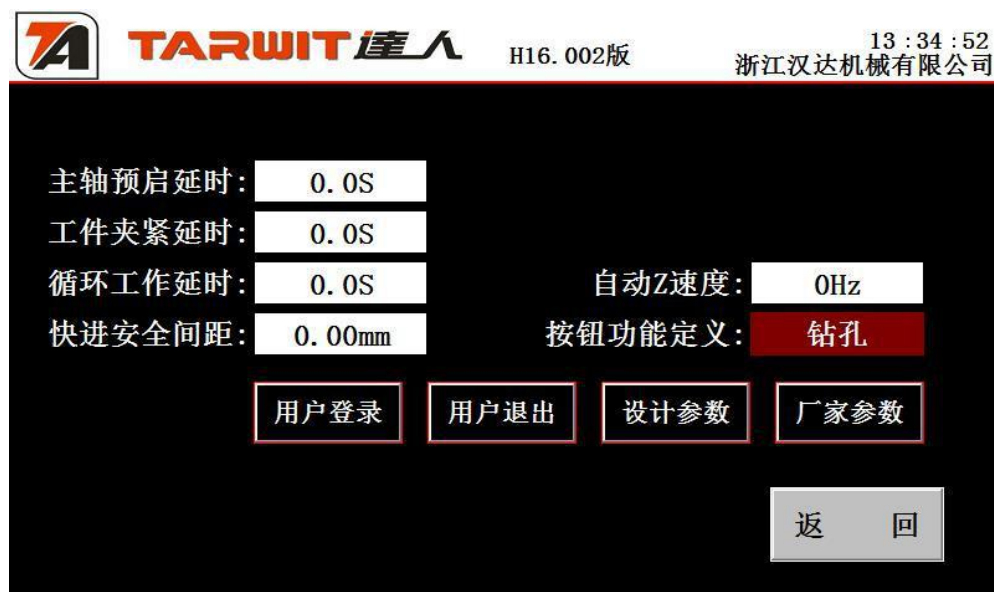 TARWIT達人
H16.002版
13:34:52
浙江汉达机械有限公司
主轴预启延时: 0.0S
工件夹紧延时: 0.0S
循环工作延时: 0.0S 自动Z速度: 0Hz
快进安全间距: 0.00mm 按钮功能定义: 钻孔
用户登录 用户退出 设计参数 厂家参数
返 回